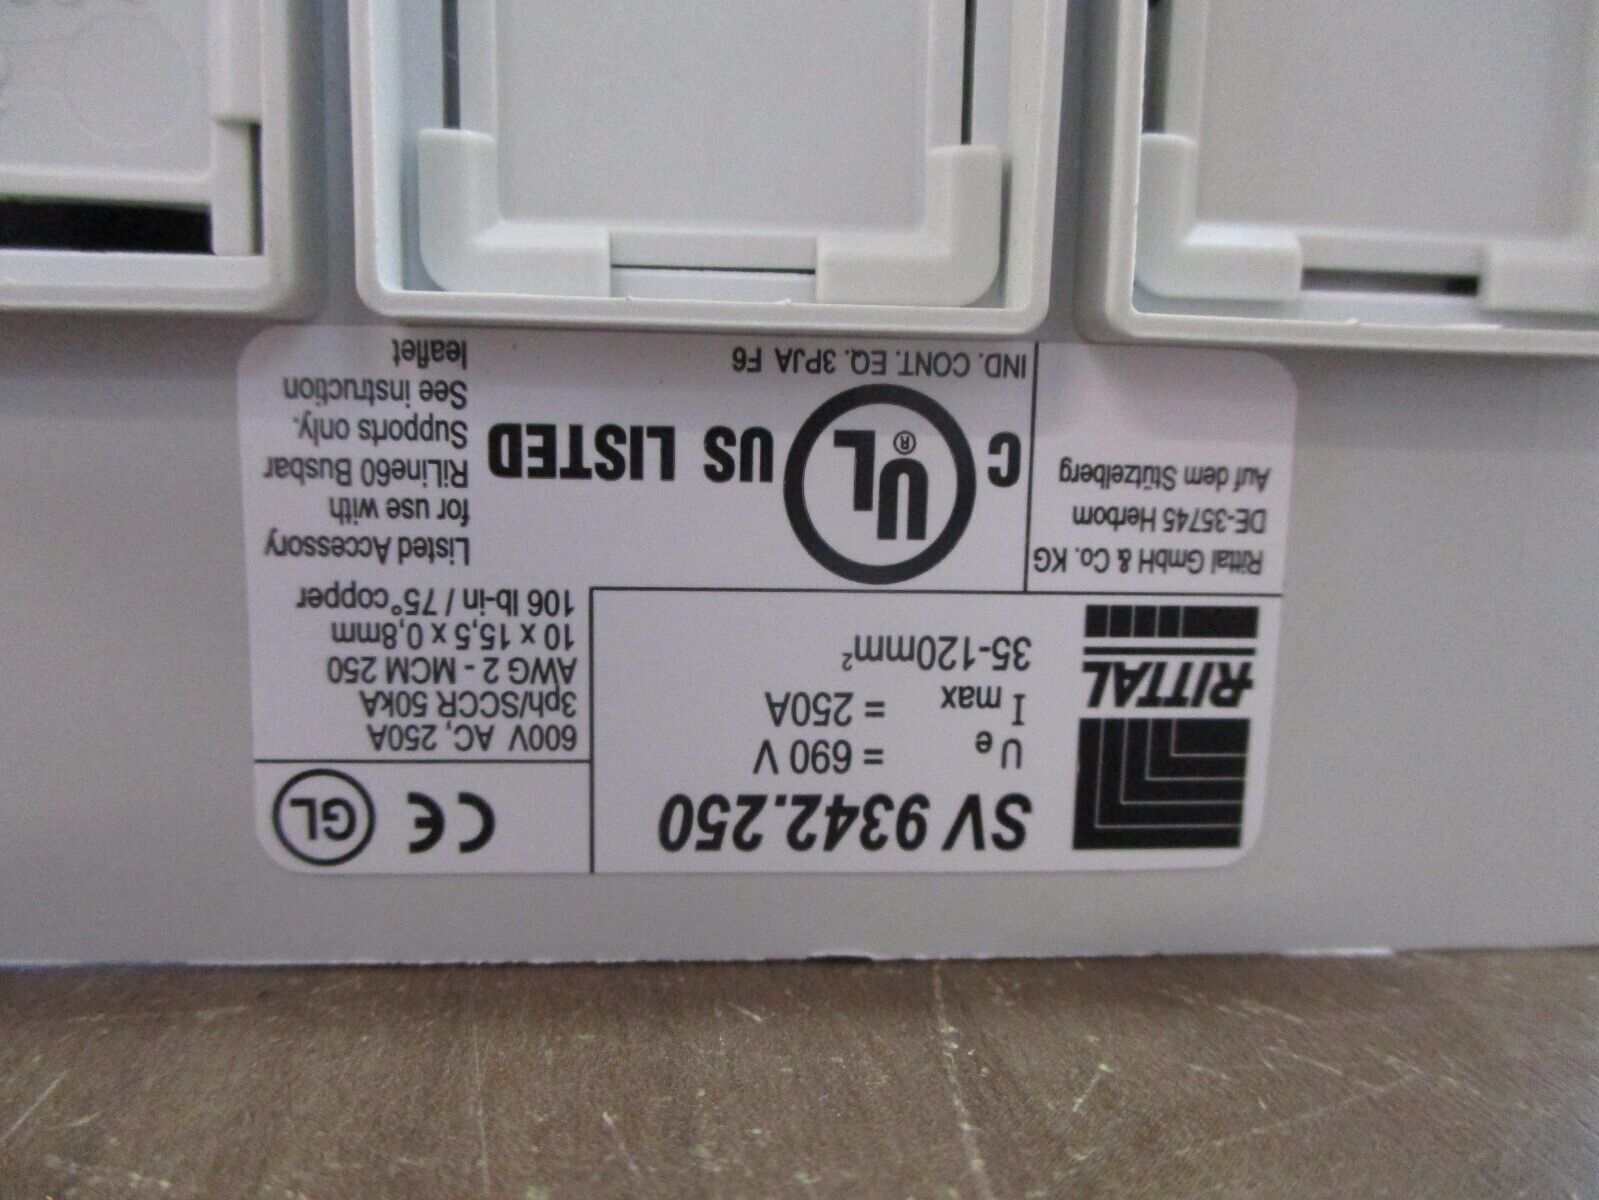 RITTAL
SV 9342.250
U e = 690 V
I max = 250A
35-120mm²
CE GL
600V AC, 250A
3ph/SCCR 50kA
AWG 2 - MCM 250
10 x 15,5 x 0,8mm
106 lb-in / 75°copper
Rittal GmbH & Co. KG
DE-35745 Herborn
Auf dem Stützelberg
C UL® US LISTED
IND. CONT. EQ. 3PJA F6
Listed Accessory
for use with
RiLine60 Busbar
Supports only.
See instruction
leaflet